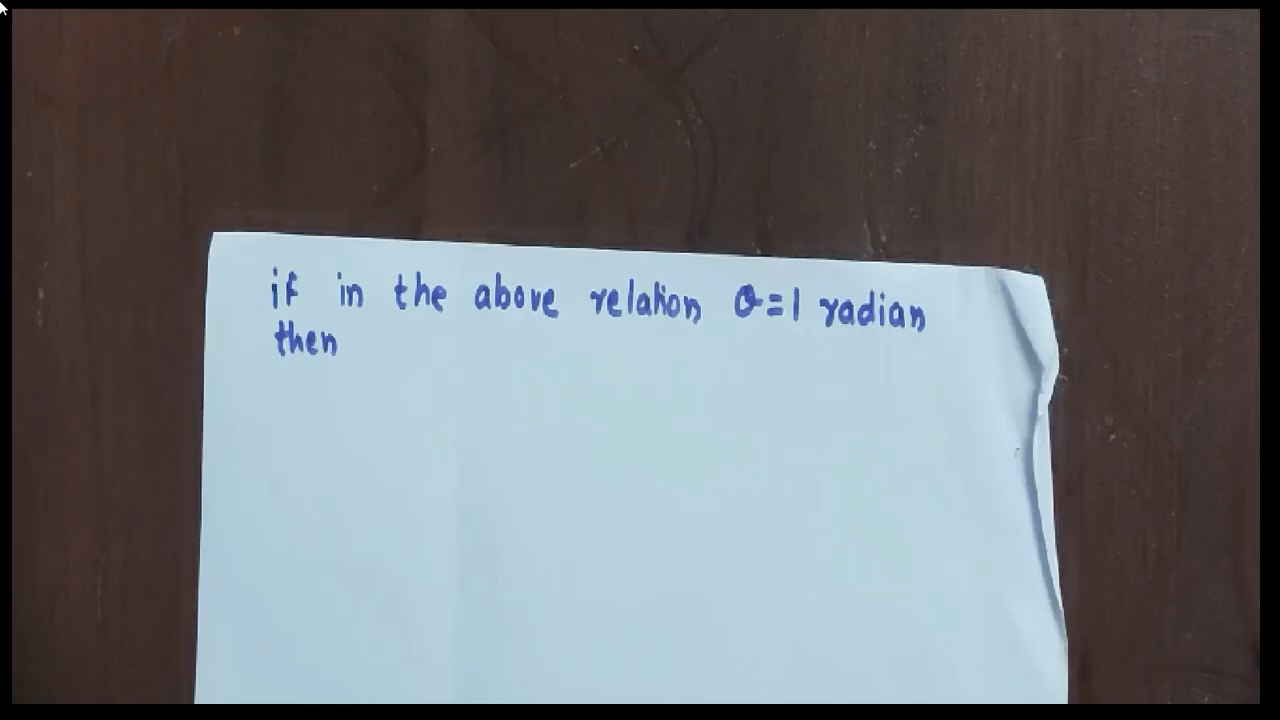 if in the above relation θ=1 radian
then